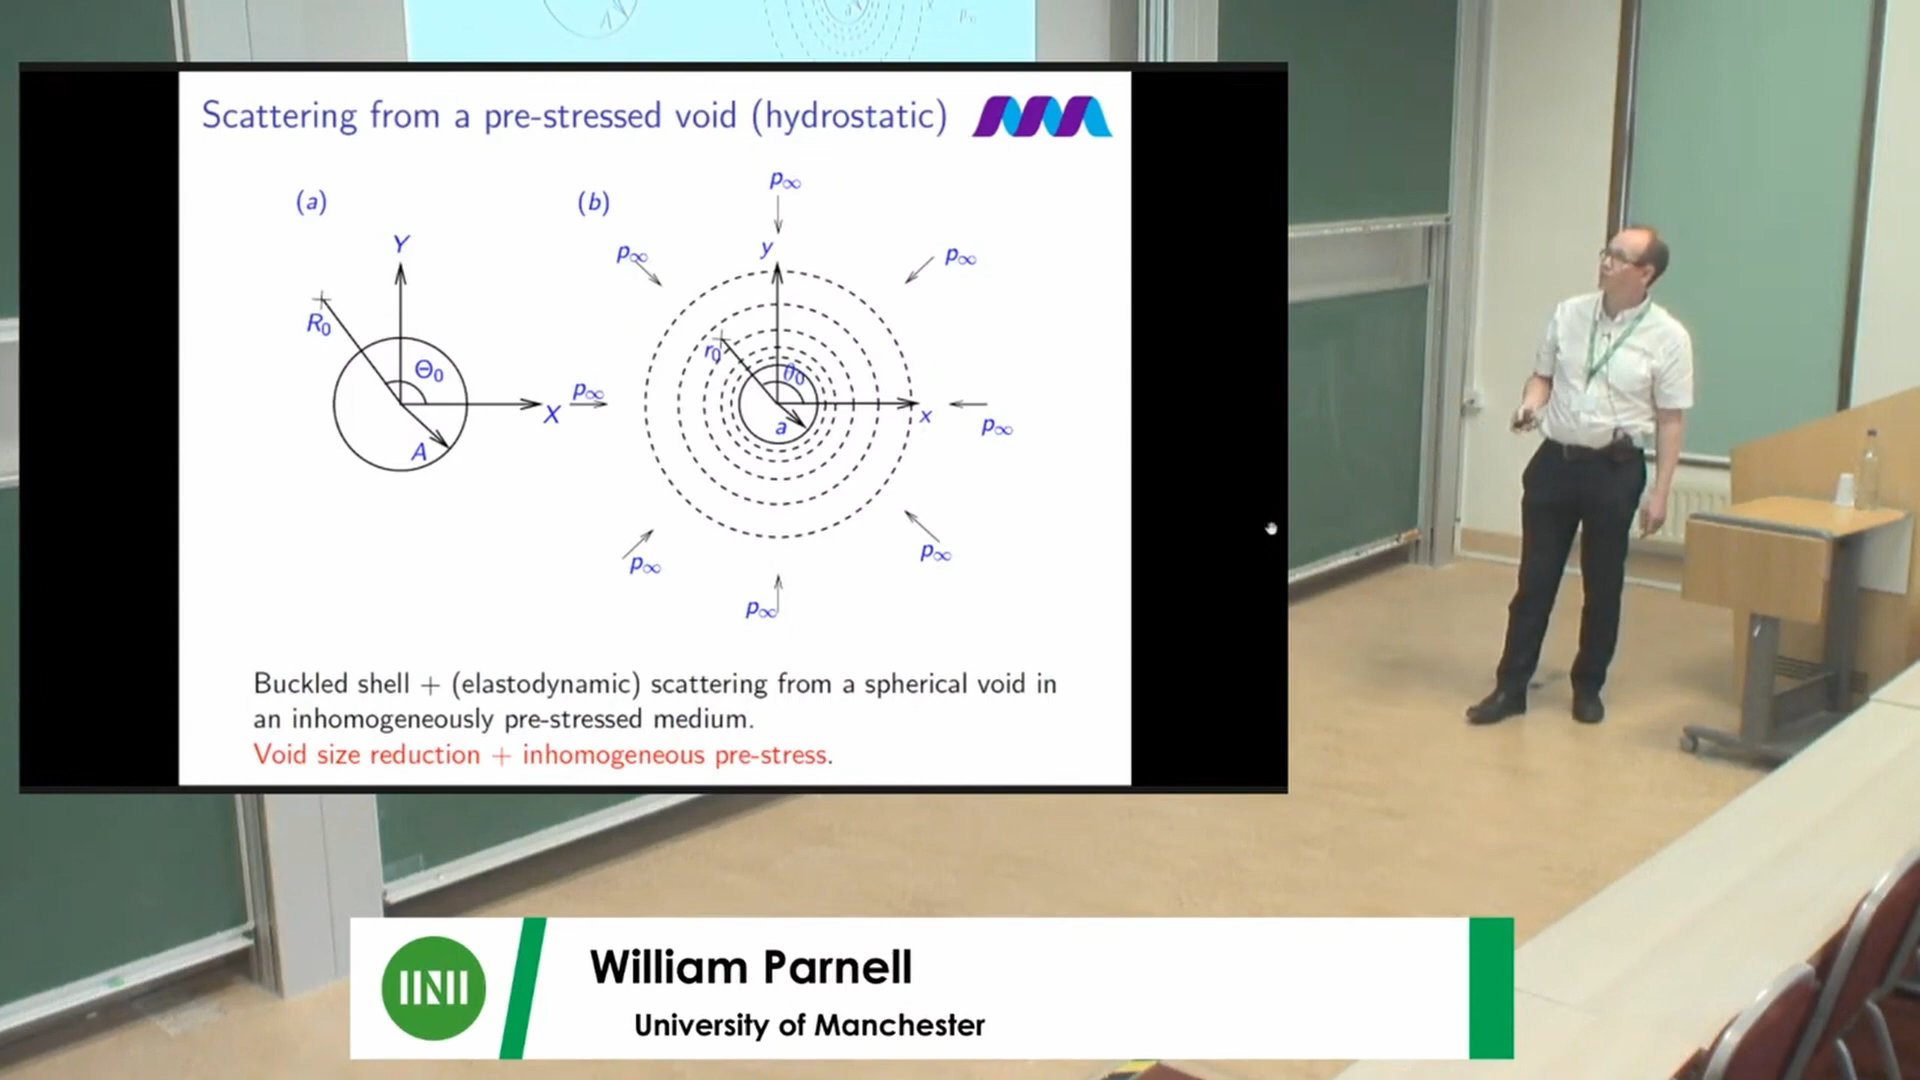 Scattering from a pre-stressed void (hydrostatic)
(a)
Y
R₀
Θ₀
X
A
(b)
p∞
p∞
p∞
y
r₀
θ₀
p∞
x
a
p∞
p∞
p∞
p∞
Buckled shell + (elastodynamic) scattering from a spherical void in
an inhomogeneously pre-stressed medium.
Void size reduction + inhomogeneous pre-stress.
William Parnell
University of Manchester